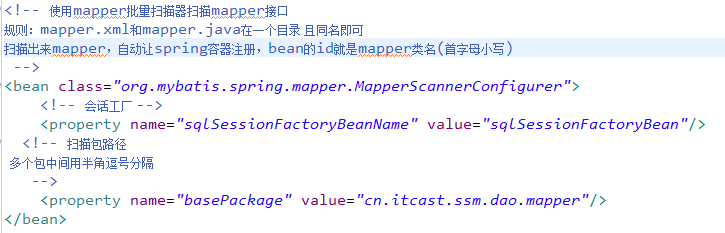 <!-- 使用mapper批量扫描器扫描mapper接口
规则：mapper.xml和mapper.java在一个目录 且同名即可
扫描出来mapper，自动让spring容器注册，bean的id就是mapper类名(首字母小写)
-->
<bean class="org.mybatis.spring.mapper.MapperScannerConfigurer">
<!-- 会话工厂 -->
<property name="sqlSessionFactoryBeanName" value="sqlSessionFactoryBean"/>
<!-- 扫描包路径
多个包中间用半角逗号分隔
-->
<property name="basePackage" value="cn.itcast.ssm.dao.mapper"/>
</bean>